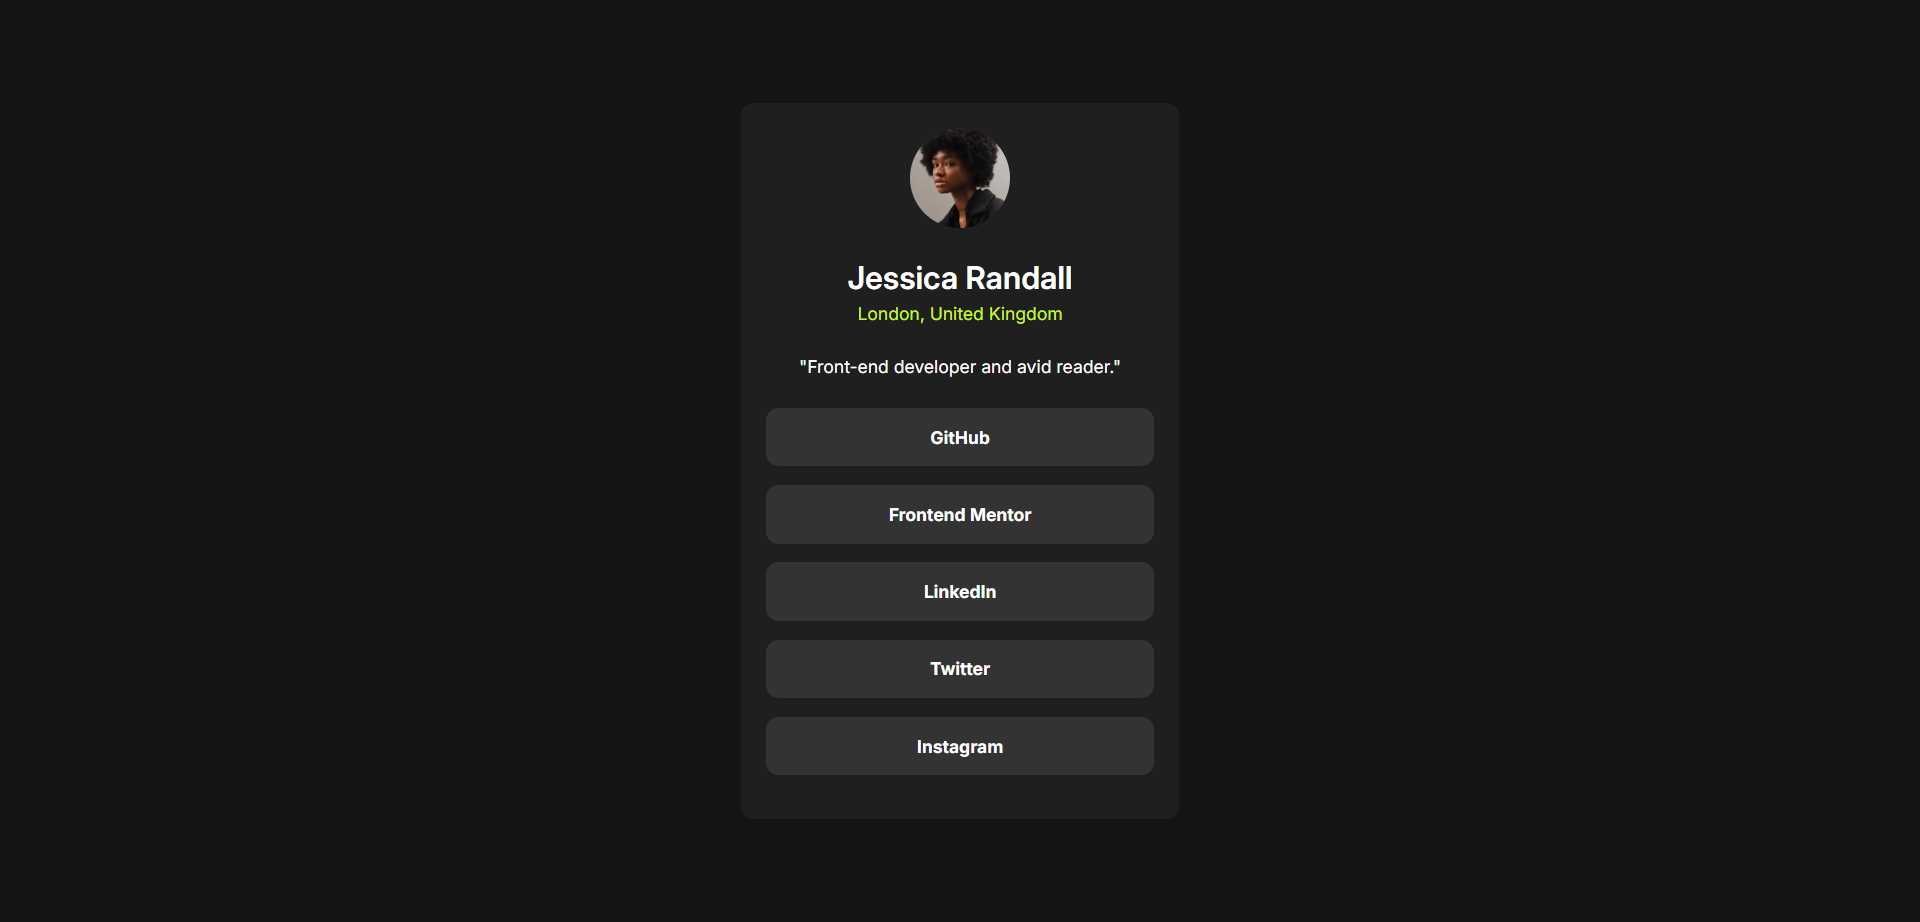 Jessica Randall
London, United Kingdom
"Front-end developer and avid reader."
GitHub
Frontend Mentor
LinkedIn
Twitter
Instagram